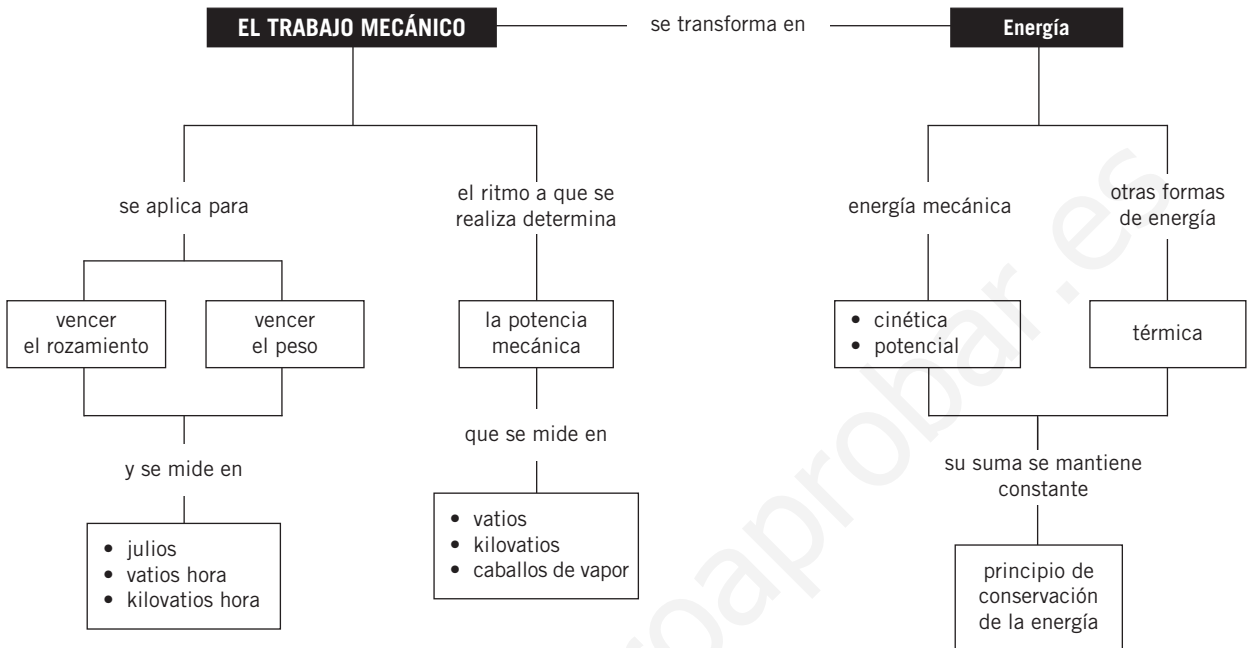 EL TRABAJO MECÁNICO
se transforma en
Energía
se aplica para
el ritmo a que se
realiza determina
energía mecánica
otras formas
de energía
vencer
el rozamiento
vencer
el peso
la potencia
mecánica
• cinética
• potencial
térmica
y se mide en
que se mide en
su suma se mantiene
constante
• julios
• vatios hora
• kilovatios hora
• vatios
• kilovatios
• caballos de vapor
principio de
conservación
de la energía
roaprobar.es